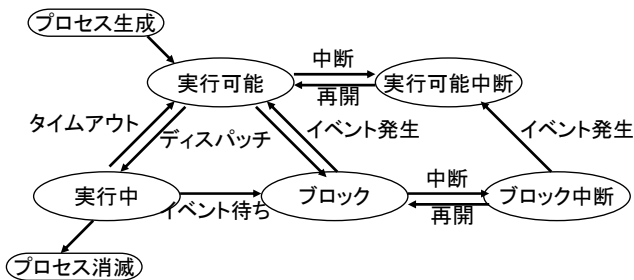 プロセス生成
中断
実行可能
実行可能中断
再開
タイムアウト
ディスパッチ
イベント発生
イベント発生
中断
実行中
ブロック
ブロック中断
イベント待ち
再開
プロセス消滅